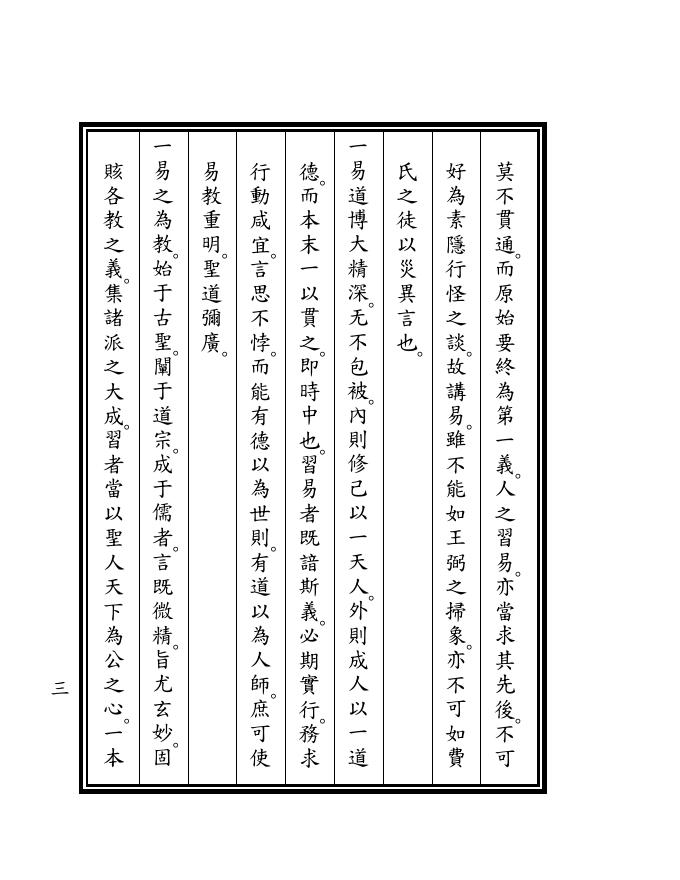 莫不貫通。而原始要終為第一義。人之習易。亦當求其先後。不可
好為素隱行怪之談。故講易。雖不能如王弼之掃象。亦不可如費
氏之徒以災異言也。
一易道博大精深。无不包被。內則修己以一天人。外則成人以一道
德。而本末一以貫之。即時中也。習易者既諳斯義。必期實行。務求
行動咸宜。言思不悖。而能有德以為世則。有道以為人師。庶可使
易教重明。聖道彌廣。
一易之為教。始于古聖。闡于道宗。成于儒者。言既微精。旨尤玄妙。固
賅各教之義。集諸派之大成。習者當以聖人天下為公之心。一本
三